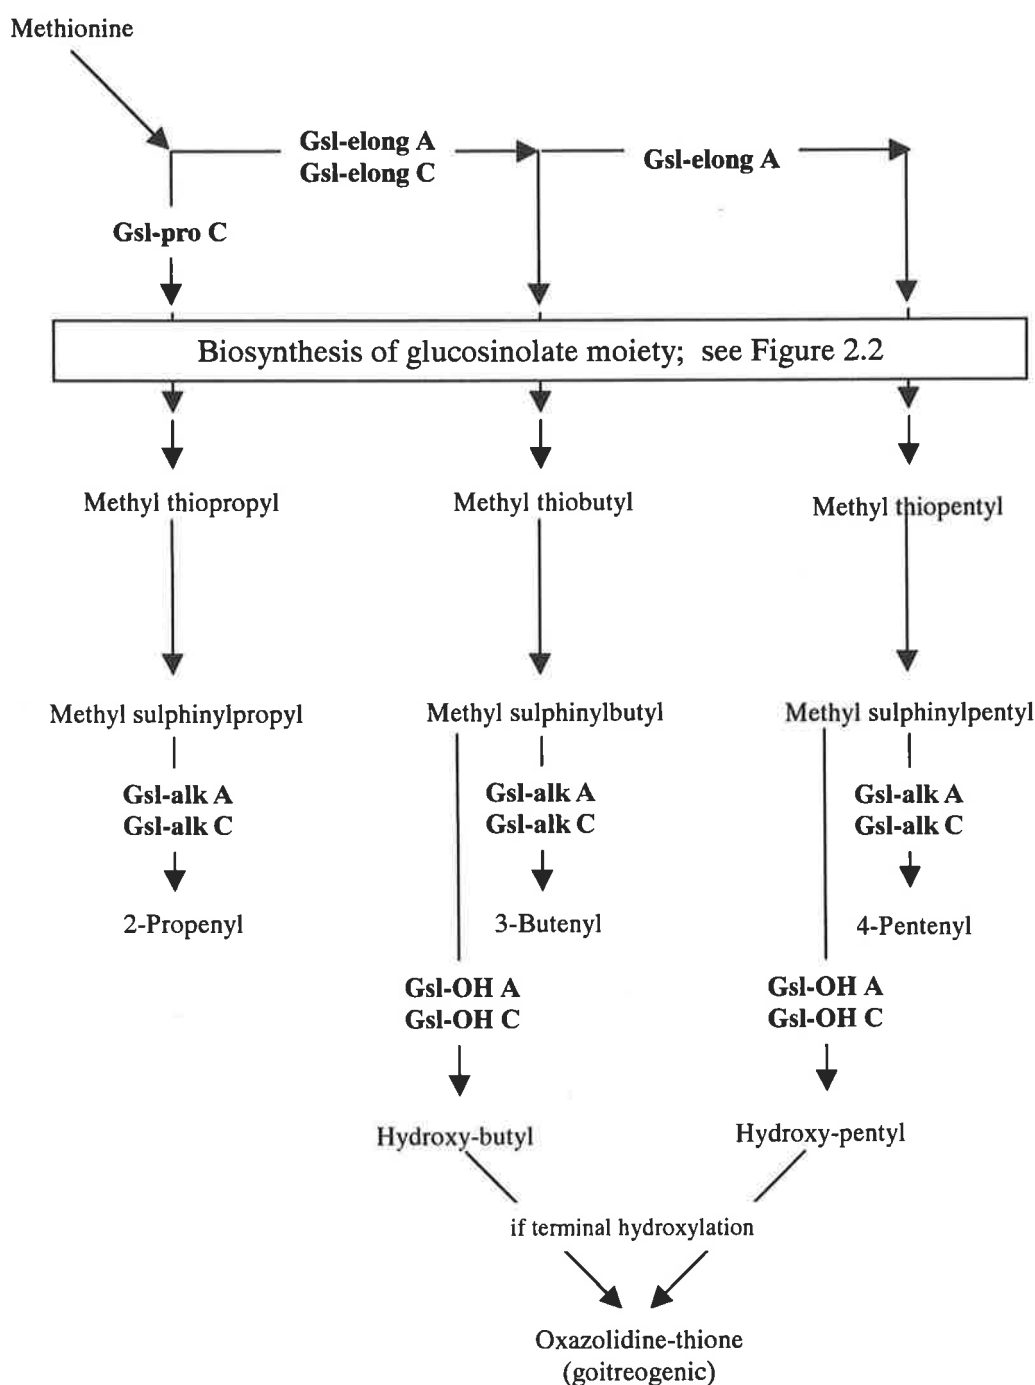 Methionine
Gsl-elong A
Gsl-elong C
Gsl-elong A
Gsl-pro C
Biosynthesis of glucosinolate moiety; see Figure 2.2
Methyl thiopropyl
Methyl thiobutyl
Methyl thiopentyl
Methyl sulphinylpropyl
Methyl sulphinylbutyl
Methyl sulphinylpentyl
Gsl-alk A
Gsl-alk C
Gsl-alk A
Gsl-alk C
Gsl-alk A
Gsl-alk C
2-Propenyl
3-Butenyl
4-Pentenyl
Gsl-OH A
Gsl-OH C
Gsl-OH A
Gsl-OH C
Hydroxy-butyl
Hydroxy-pentyl
if terminal hydroxylation
Oxazolidine-thione
(goitreogenic)